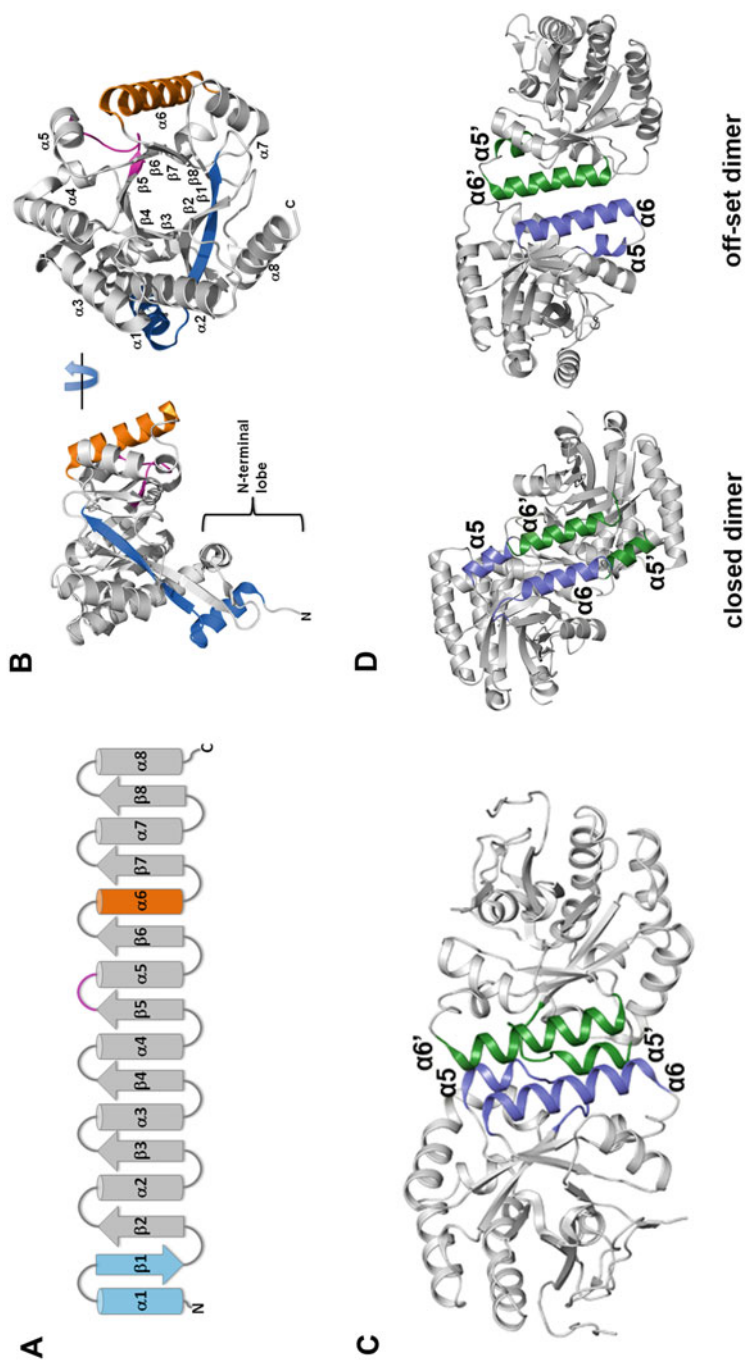 A
α1 β1 β2 α2 β3 α3 β4 α4 β5 α5 β6 α6 β7 α7 β8 α8
N
C
B
N-terminal
lobe
N
α1
α2
α3
α4
α5
α6
α7
α8
β1
β2
β3
β4
β5
β6
β7
β8
C
C
α6'
α5
α5'
α6
D
α5
α6'
α6
α5'
closed dimer
α6'
α5'
α5
α6
off-set dimer